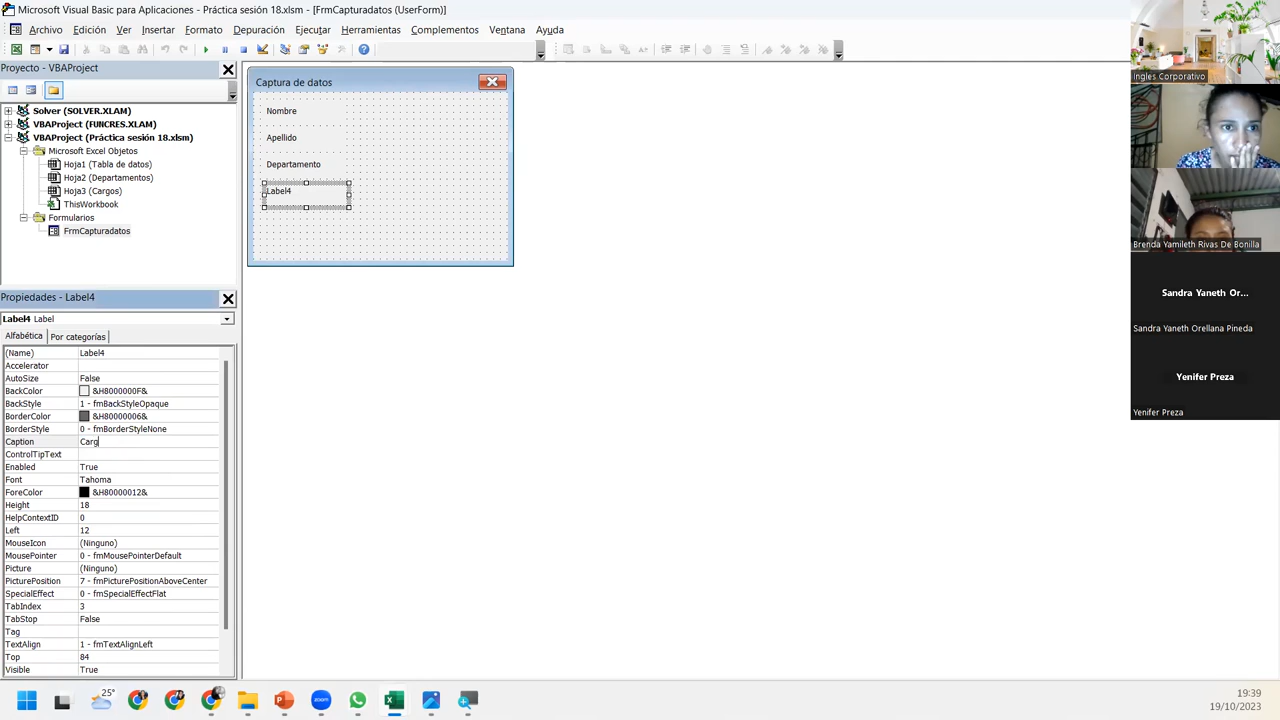 Microsoft Visual Basic para Aplicaciones - Práctica sesión 18.xlsm - [FrmCapturadatos (UserForm)]
Archivo Edición Ver Insertar Formato Depuración Ejecutar Herramientas Complementos Ventana Ayuda
Proyecto - VBAProject
Solver (SOLVER.XLAM)
VBAProject (FUNCRES.XLAM)
VBAProject (Práctica sesión 18.xlsm)
Microsoft Excel Objetos
Hoja1 (Tabla de datos)
Hoja2 (Departamentos)
Hoja3 (Cargos)
ThisWorkbook
Formularios
FrmCapturadatos
Propiedades - Label4
Label4 Label
Alfabética Por categorías
(Name) Label4
Accelerator
AutoSize False
BackColor &H8000000F&
BackStyle 1 - fmBackStyleOpaque
BorderColor &H80000006&
BorderStyle 0 - fmBorderStyleNone
Caption Carg
ControlTipText
Enabled True
Font Tahoma
ForeColor &H80000012&
Height 18
HelpContextID 0
Left 12
MouseIcon (Ninguno)
MousePointer 0 - fmMousePointerDefault
Picture (Ninguno)
PicturePosition 7 - fmPicturePositionAboveCenter
SpecialEffect 0 - fmSpecialEffectFlat
TabIndex 3
TabStop False
Tag
TextAlign 1 - fmTextAlignLeft
Top 84
Visible True
Captura de datos
Nombre
Apellido
Departamento
Label4
Ingles Corporativo
Brenda Yamileth Rivas De Bonilla
Sandra Yaneth Or...
Sandra Yaneth Orellana Pineda
Yenifer Preza
Yenifer Preza
25°
zoom
19:39
19/10/2023